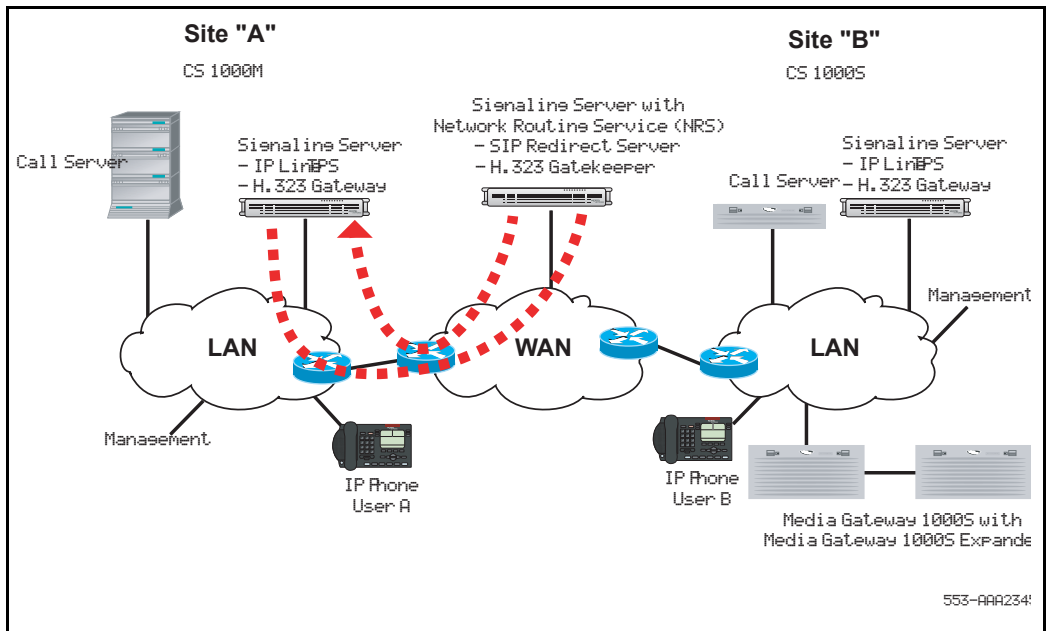 Site "A"
CS 1000M
Call Server
Signaling Server
- IP Line TPS
- H.323 Gateway
Signaling Server with
Network Routing Service (NRS)
- SIP Redirect Server
- H.323 Gatekeeper
Site "B"
CS 1000S
Call Server
Signaling Server
- IP Line TPS
- H.323 Gateway
Management
LAN
WAN
LAN
Management
IP Phone
User A
IP Phone
User B
Media Gateway 1000S with
Media Gateway 1000S Expande
553-AAA234